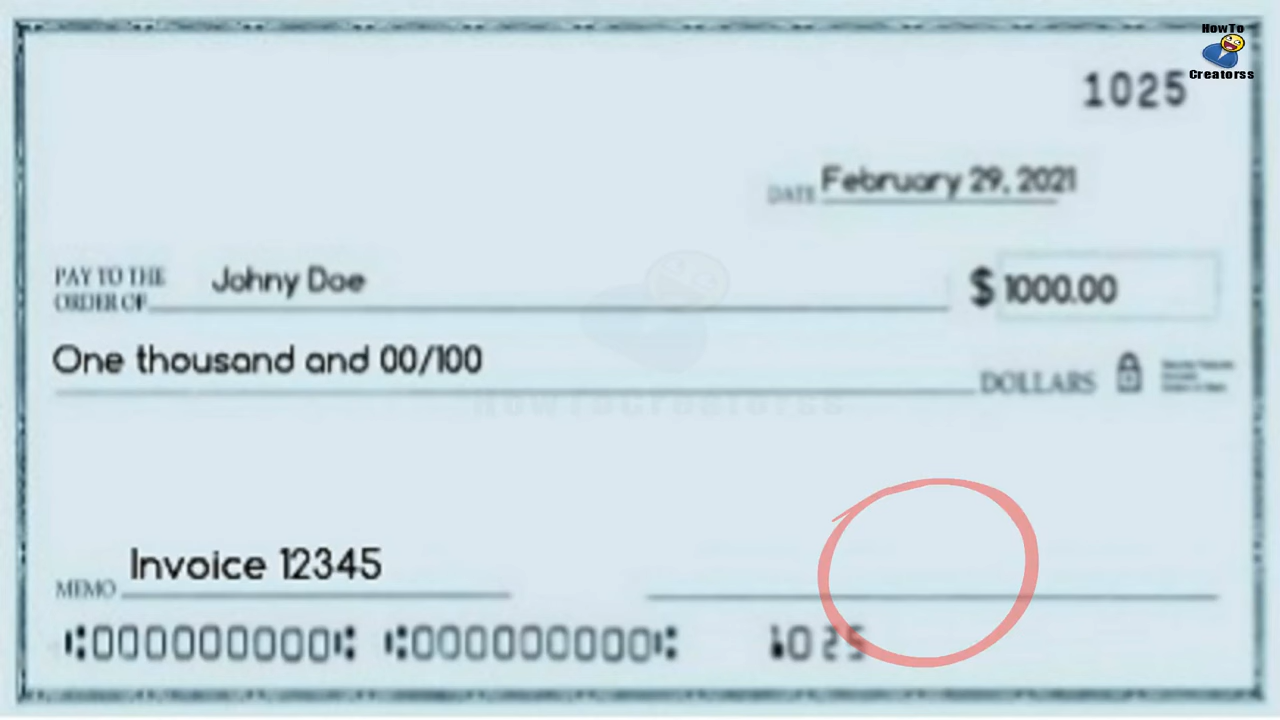 HowTo
Creatorss
1025
DATE February 29, 2021
PAY TO THE
ORDER OF Johny Doe $ 1000.00
One thousand and 00/100 DOLLARS
HowToCreatorss
MEMO Invoice 12345
⑆000000000⑆ ⑆000000000⑆ 1025